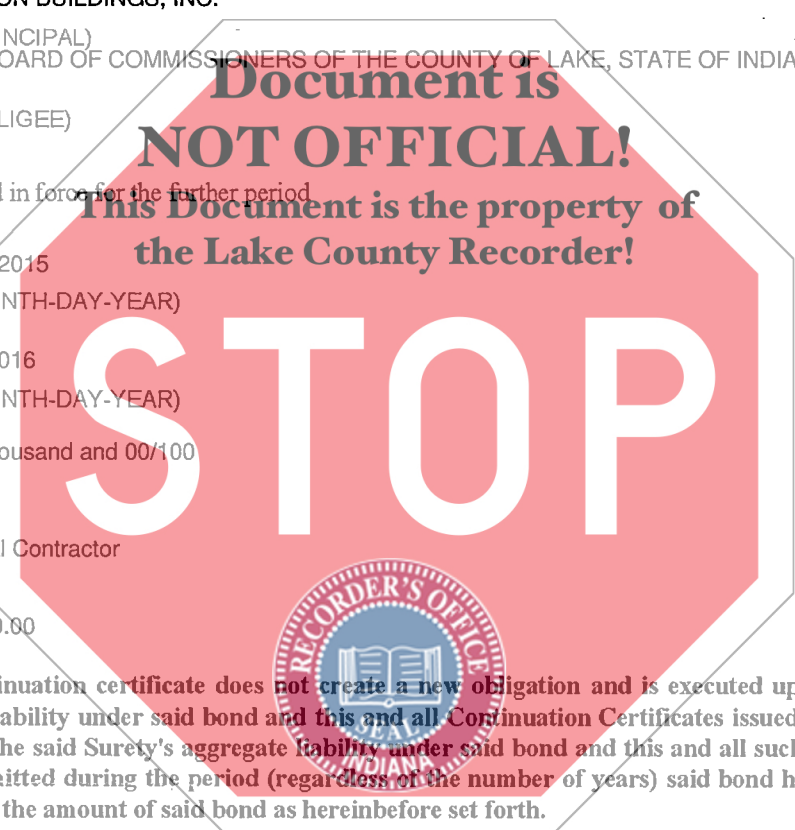 ON BUILDINGS, INC.
NCIPAL)
OARD OF COMMISSIONERS OF THE COUNTY OF LAKE, STATE OF INDIA
Document is
LIGEE)
NOT OFFICIAL!
d in force for the further period
This Document is the property of
the Lake County Recorder!
2015
NTH-DAY-YEAR)
STOP
016
NTH-DAY-YEAR)
ousand and 00/100
l Contractor
RECORDER'S OFFICE
SEAL
INDIANA
0.00
inuation certificate does not create a new obligation and is executed up
ability under said bond and this and all Continuation Certificates issued
he said Surety's aggregate liability under said bond and this and all such
itted during the period (regardless of the number of years) said bond h
the amount of said bond as hereinbefore set forth.